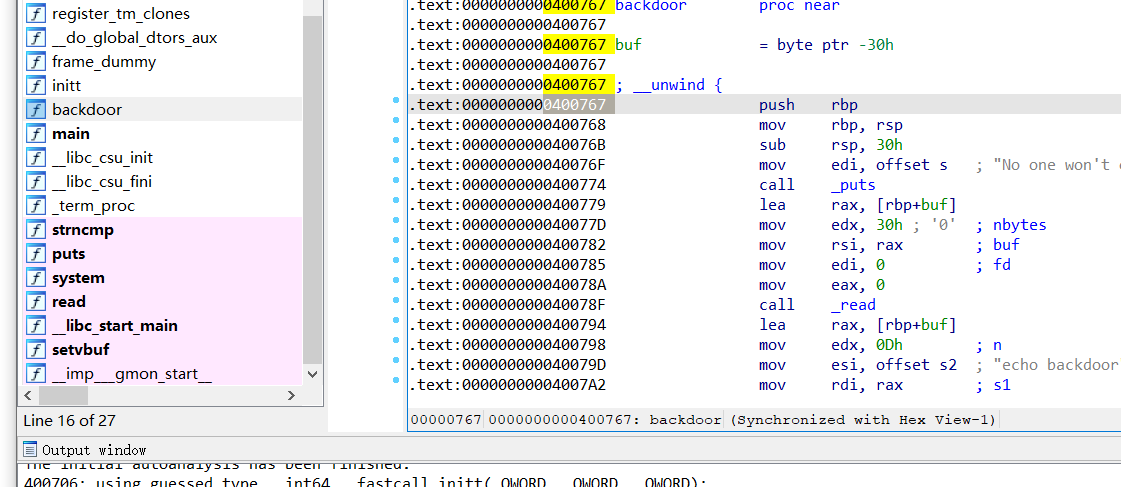 register_tm_clones
__do_global_dtors_aux
frame_dummy
initt
backdoor
main
__libc_csu_init
__libc_csu_fini
_term_proc
strncmp
puts
system
read
__libc_start_main
setvbuf
__imp___gmon_start__
Line 16 of 27
.text:0000000000400767 backdoor proc near
.text:0000000000400767
.text:0000000000400767 buf = byte ptr -30h
.text:0000000000400767
.text:0000000000400767 ; __unwind {
.text:0000000000400767 push rbp
.text:0000000000400768 mov rbp, rsp
.text:000000000040076B sub rsp, 30h
.text:000000000040076F mov edi, offset s ; "No one won't
.text:0000000000400774 call _puts
.text:0000000000400779 lea rax, [rbp+buf]
.text:000000000040077D mov edx, 30h ; '0' ; nbytes
.text:0000000000400782 mov rsi, rax ; buf
.text:0000000000400785 mov edi, 0 ; fd
.text:000000000040078A mov eax, 0
.text:000000000040078F call _read
.text:0000000000400794 lea rax, [rbp+buf]
.text:0000000000400798 mov edx, 0Dh ; n
.text:000000000040079D mov esi, offset s2 ; "echo backdoor
.text:00000000004007A2 mov rdi, rax ; s1
00000767 0000000000400767: backdoor (Synchronized with Hex View-1)
Output window
The initial autoanalysis has been finished.
400706: using guessed type __int64 __fastcall initt(_QWORD, _QWORD, _QWORD);